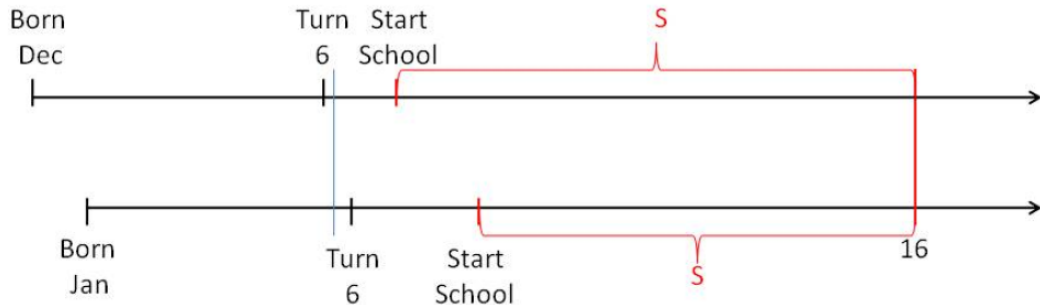 Born
Dec
Turn
6
Start
School
S
Born
Jan
Turn
6
Start
School
S
16